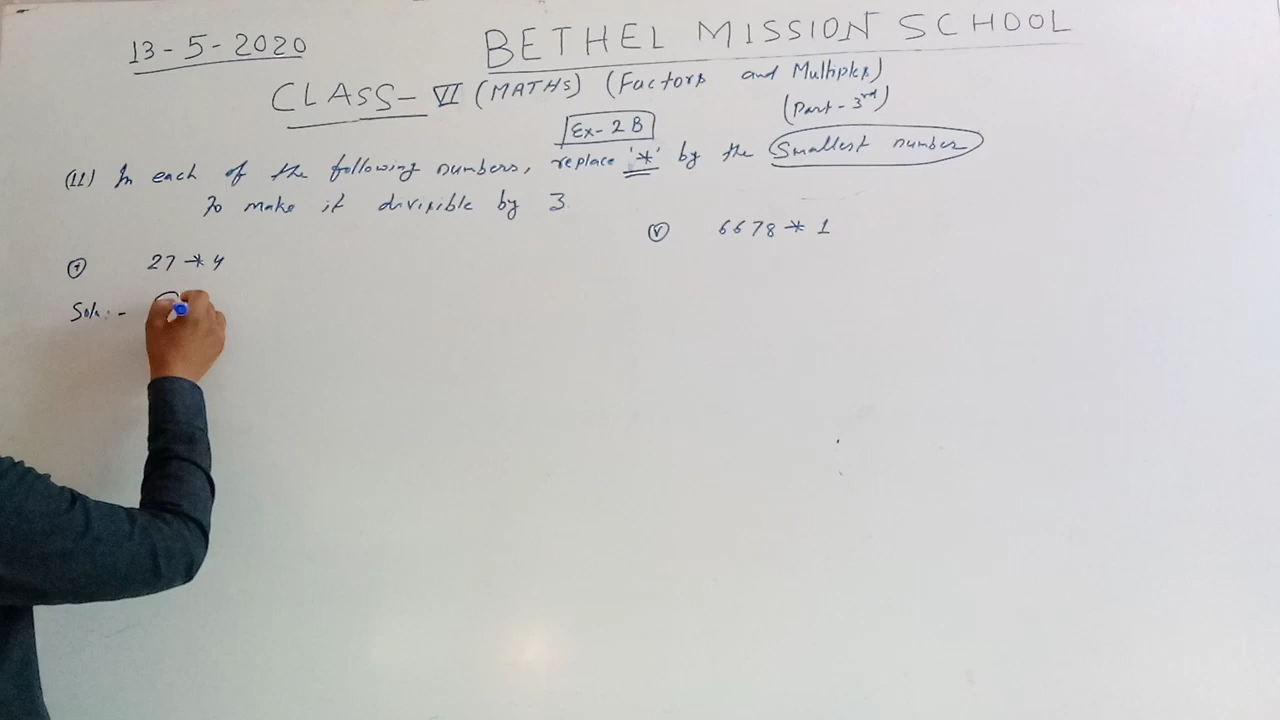 13-5-2020 BETHEL MISSION SCHOOL
CLASS-VI (MATHS) (Factors and Multiples)
(Part-3rd)
Ex-2B
(11) In each of the following numbers, replace '*' by the Smallest number
To make it divisible by 3
(v) 6678*1
27*4
Soln:-